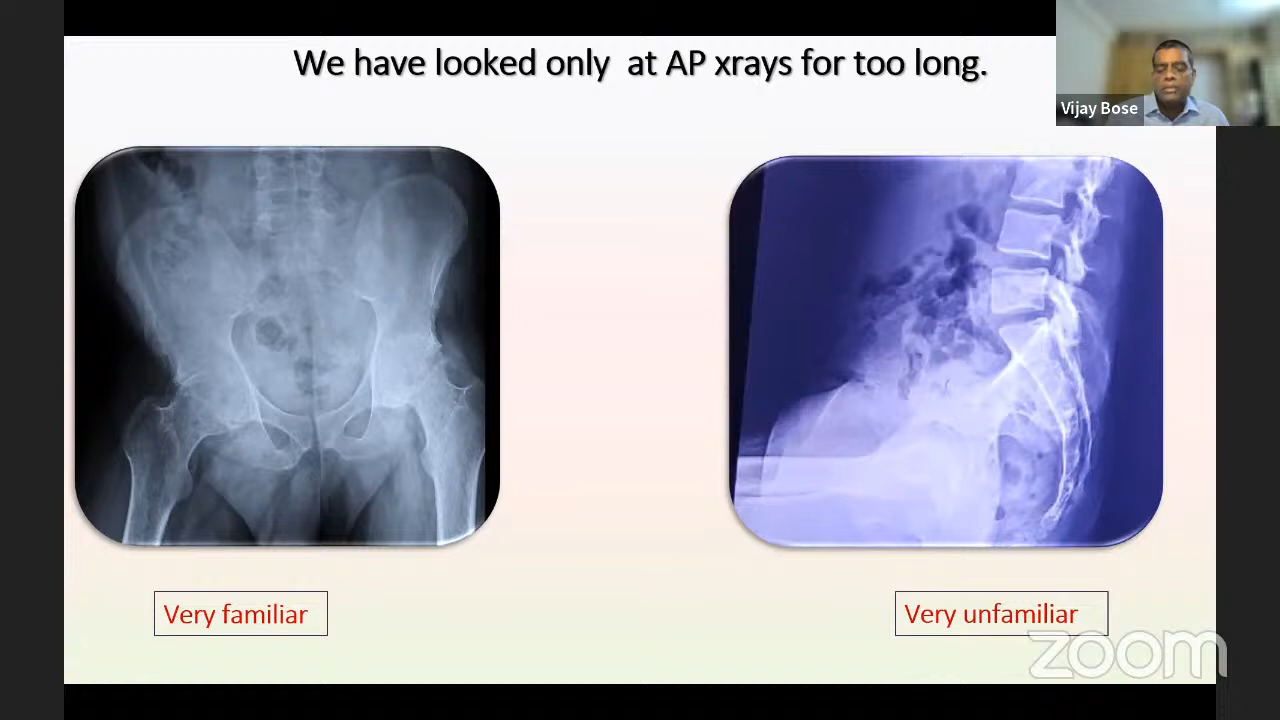 We have looked only at AP xrays for too long.
Vijay Bose
Very familiar
Very unfamiliar
zoom